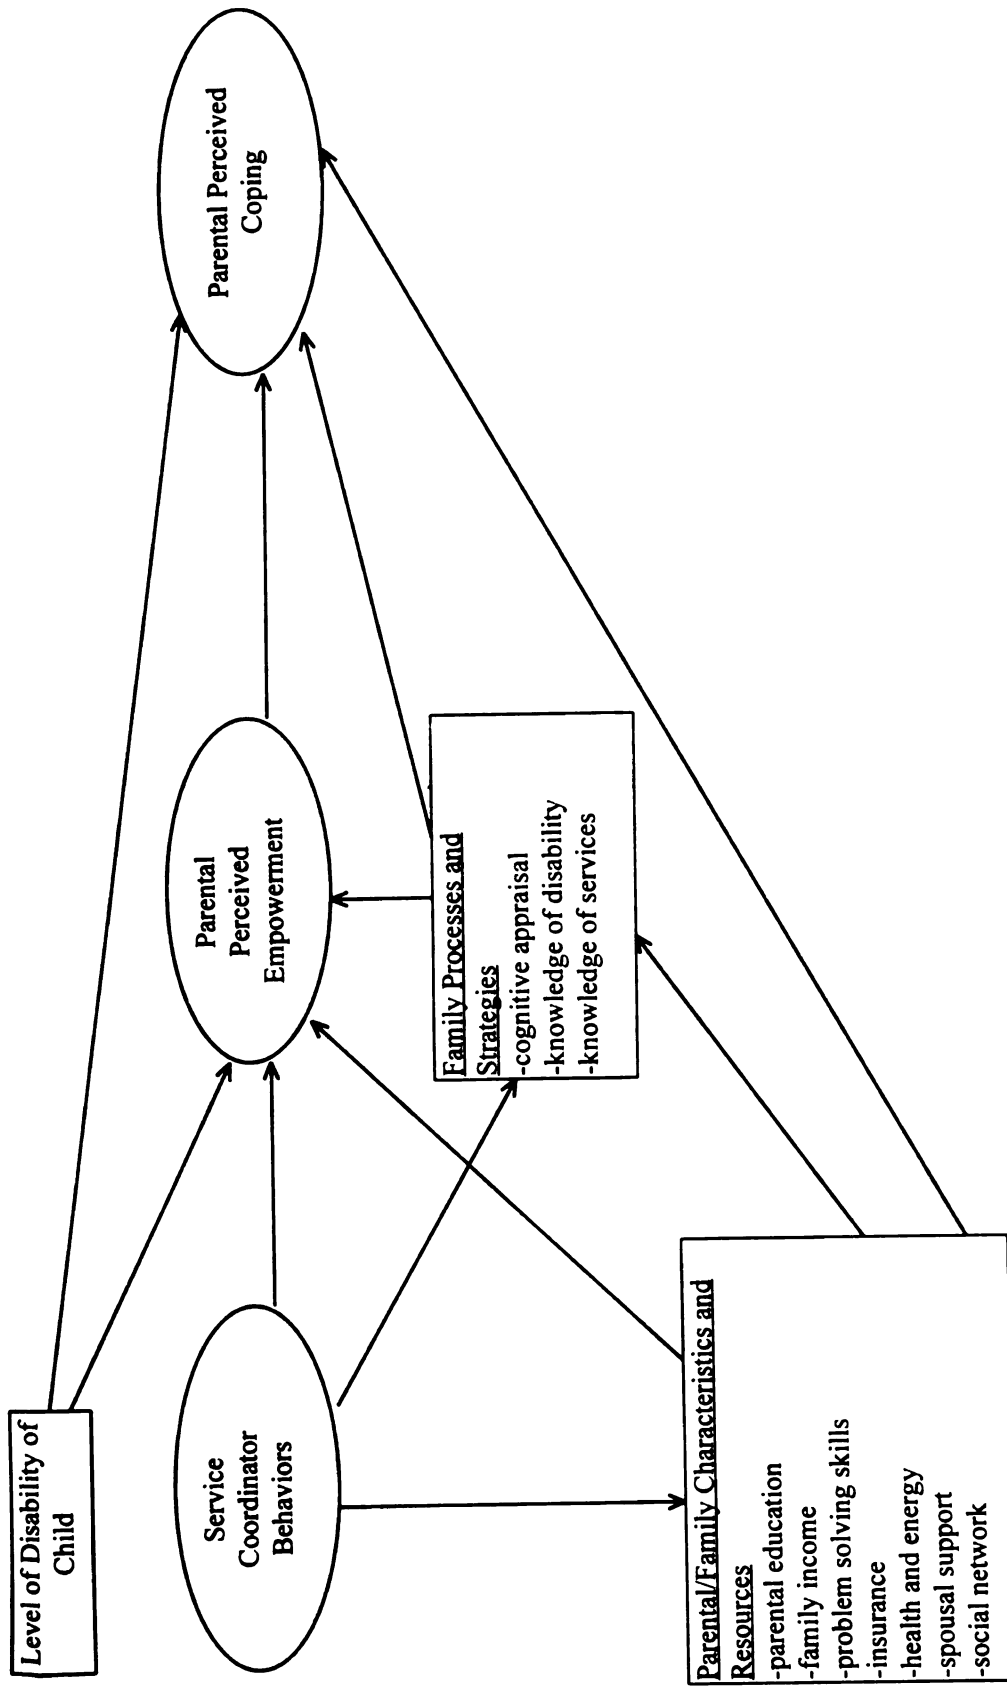 Level of Disability of
Child
Service
Coordinator
Behaviors
Parental
Perceived
Empowerment
Parental Perceived
Coping
Family Processes and
Strategies
-cognitive appraisal
-knowledge of disability
-knowledge of services
Parental/Family Characteristics and
Resources
-parental education
-family income
-problem solving skills
-insurance
-health and energy
-spousal support
-social network